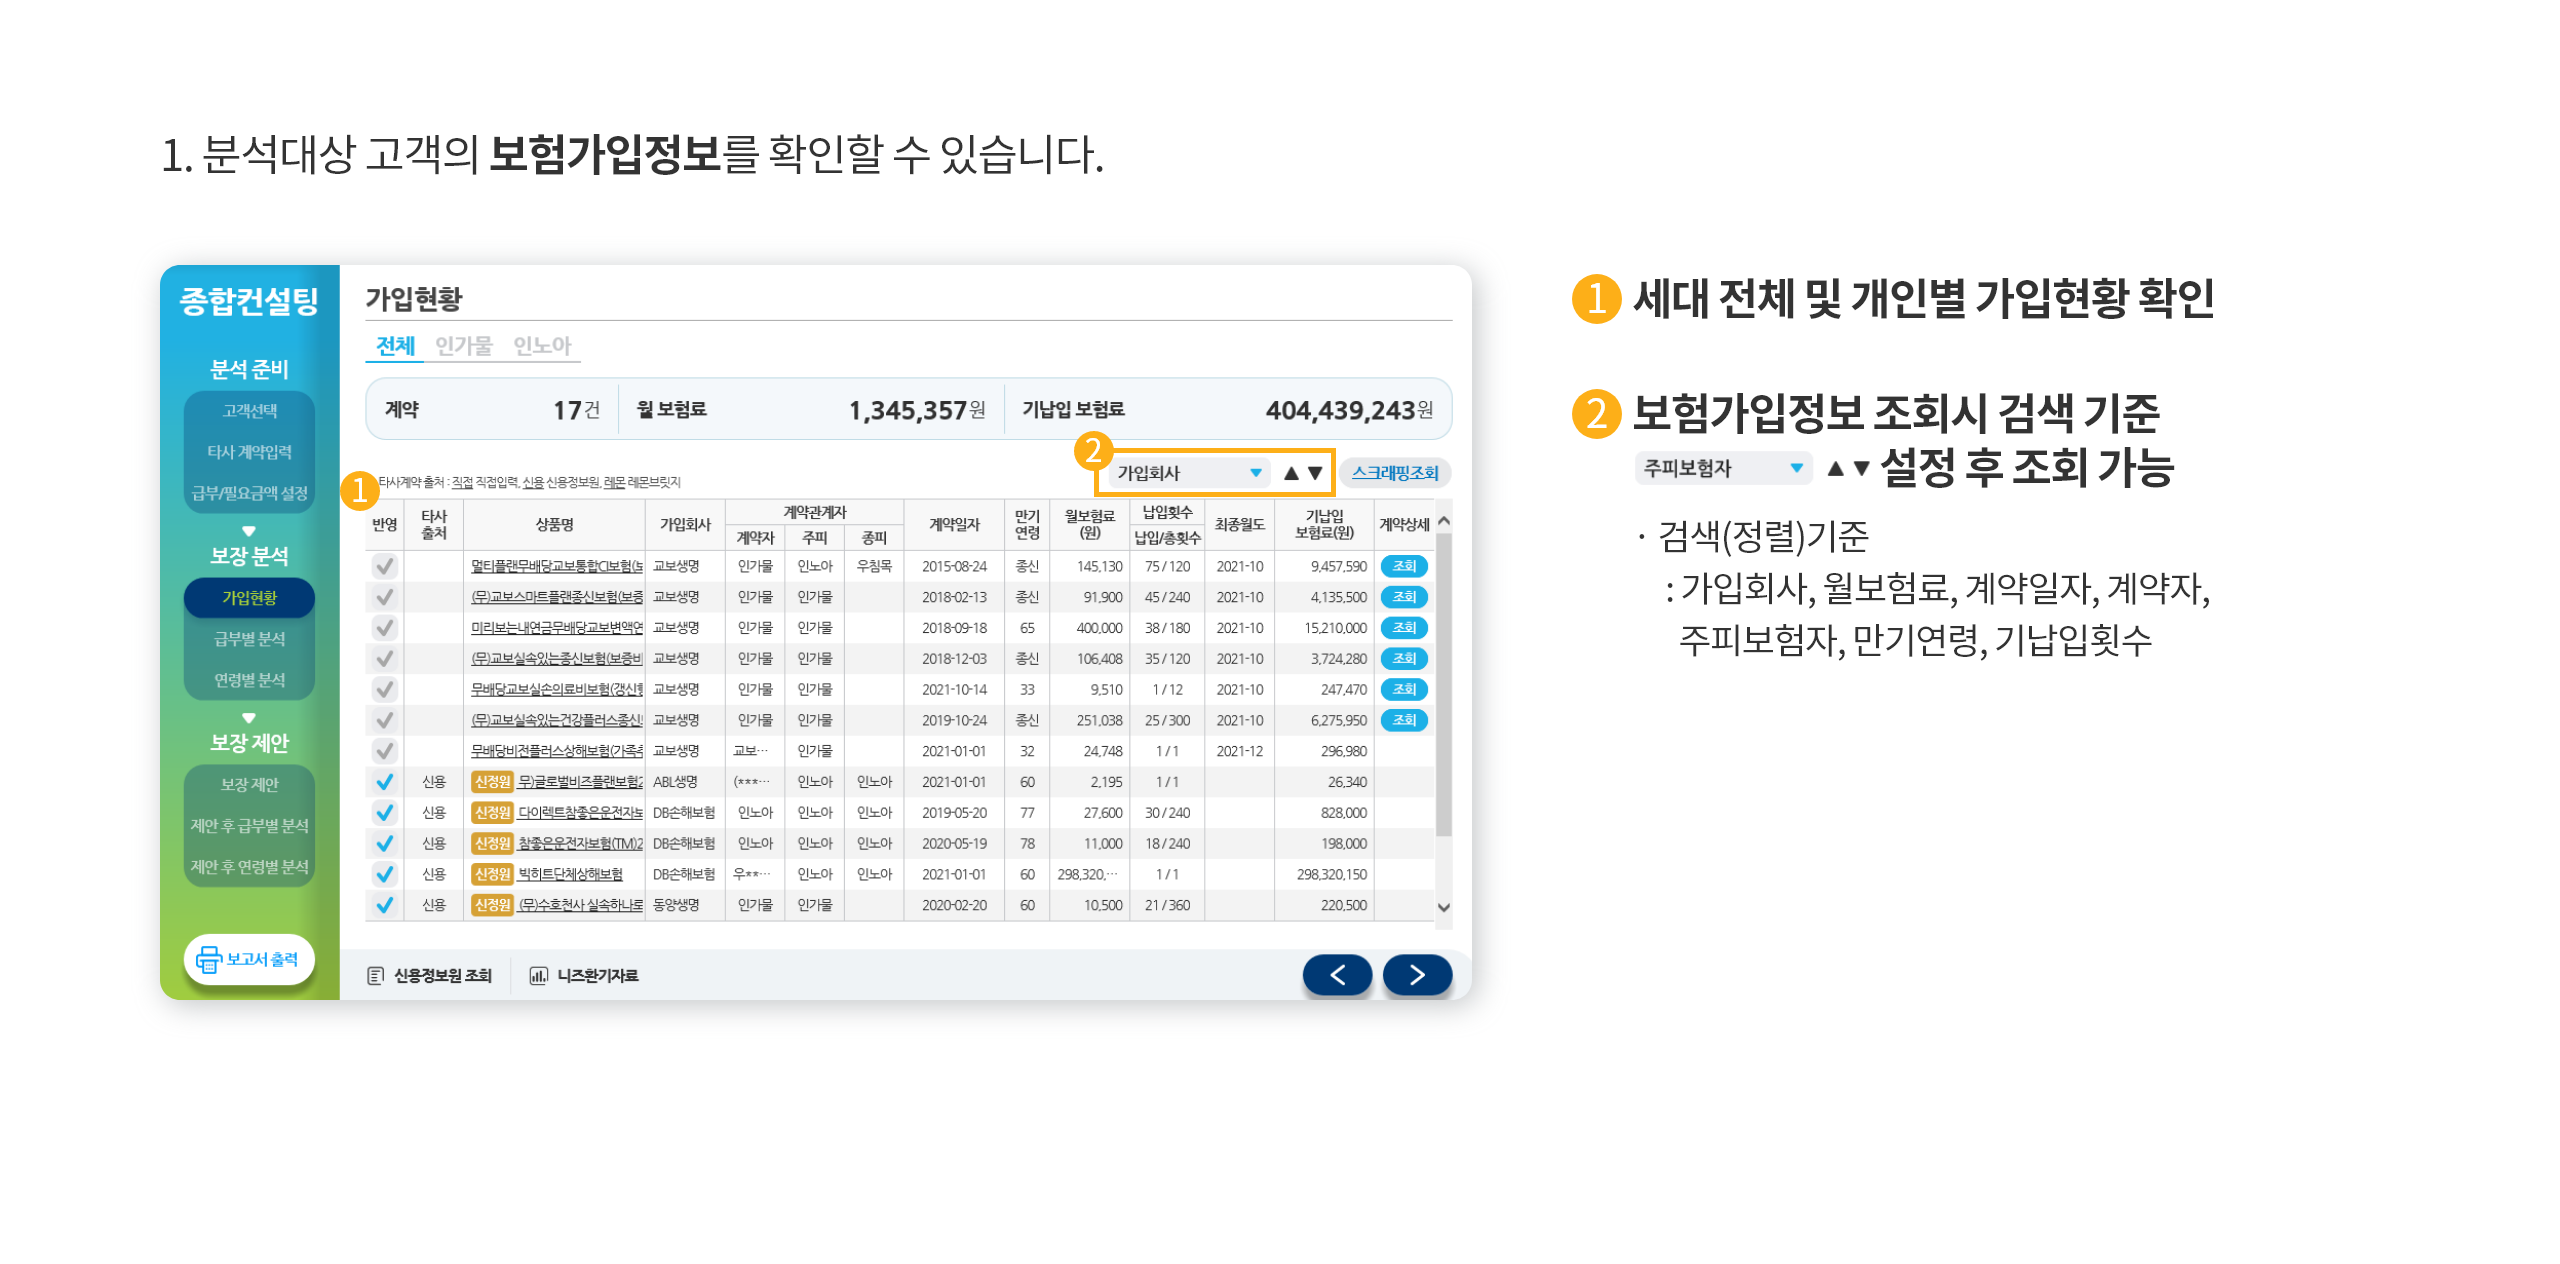 1. 분석대상 고객의 보험가입정보를 확인할 수 있습니다.
종합컨설팅
분석 준비
고객선택
타사 계약입력
급부/필요금액 설정
보장 분석
가입현황
급부별 분석
연령별 분석
보장 제안
보장 제안
제안 후 급부별 분석
제안 후 연령별 분석
보고서 출력
가입현황
전체 인가물 인노아
계약 17건 월 보험료 1,345,357원 기납입 보험료 404,439,243원
2
가입회사 ▼ ▲ ▼ 스크래핑조회
1 타사계약 출처 : 직접 직접입력, 신용 신용정보원, 레몬 레몬브릿지
반영 타사 출처 상품명 가입회사 계약관계자 계약자 주피 종피 계약일자 만기 연령 월보험료 (원) 납입횟수 납입/총횟수 최종월도 기납입 보험료(원) 계약상세
멀티플랜무배당교보통합CI보험(보 교보생명 인가물 인노아 우침목 2015-08-24 종신 145,130 75 / 120 2021-10 9,457,590 조회
(무)교보스마트플랜종신보험(보증 교보생명 인가물 인가물 2018-02-13 종신 91,900 45 / 240 2021-10 4,135,500 조회
미리보는내연금무배당교보변액연 교보생명 인가물 인가물 2018-09-18 65 400,000 38 / 180 2021-10 15,210,000 조회
(무)교보실속있는종신보험(보증비 교보생명 인가물 인가물 2018-12-03 종신 106,408 35 / 120 2021-10 3,724,280 조회
무배당교보실손의료비보험(갱신형 교보생명 인가물 인가물 2021-10-14 33 9,510 1 / 12 2021-10 247,470 조회
(무)교보실속있는건강플러스종신 교보생명 인가물 인가물 2019-10-24 종신 251,038 25 / 300 2021-10 6,275,950 조회
무배당비전플러스상해보험(가족 교보생명 교보··· 인가물 2021-01-01 32 24,748 1 / 1 2021-12 296,980
신용 신정원 무)글로벌비즈플랜보험2 ABL생명 (***··· 인노아 인노아 2021-01-01 60 2,195 1 / 1 26,340
신용 신정원 다이렉트참좋은운전자보 DB손해보험 인노아 인노아 인노아 2019-05-20 77 27,600 30 / 240 828,000
신용 신정원 참좋은운전자보험(TM)2 DB손해보험 인노아 인노아 인노아 2020-05-19 78 11,000 18 / 240 198,000
신용 신정원 빅히트단체상해보험 DB손해보험 우**··· 인노아 인노아 2021-01-01 60 298,320,··· 1 / 1 298,320,150
신용 신정원 (무)수호천사 실속하나로 동양생명 인가물 인가물 2020-02-20 60 10,500 21 / 360 220,500
신용정보원 조회 니즈환기자료
1 세대 전체 및 개인별 가입현황 확인
2 보험가입정보 조회시 검색 기준
주피보험자 ▼ ▲ ▼ 설정 후 조회 가능
· 검색(정렬)기준
: 가입회사, 월보험료, 계약일자, 계약자,
주피보험자, 만기연령, 기납입횟수